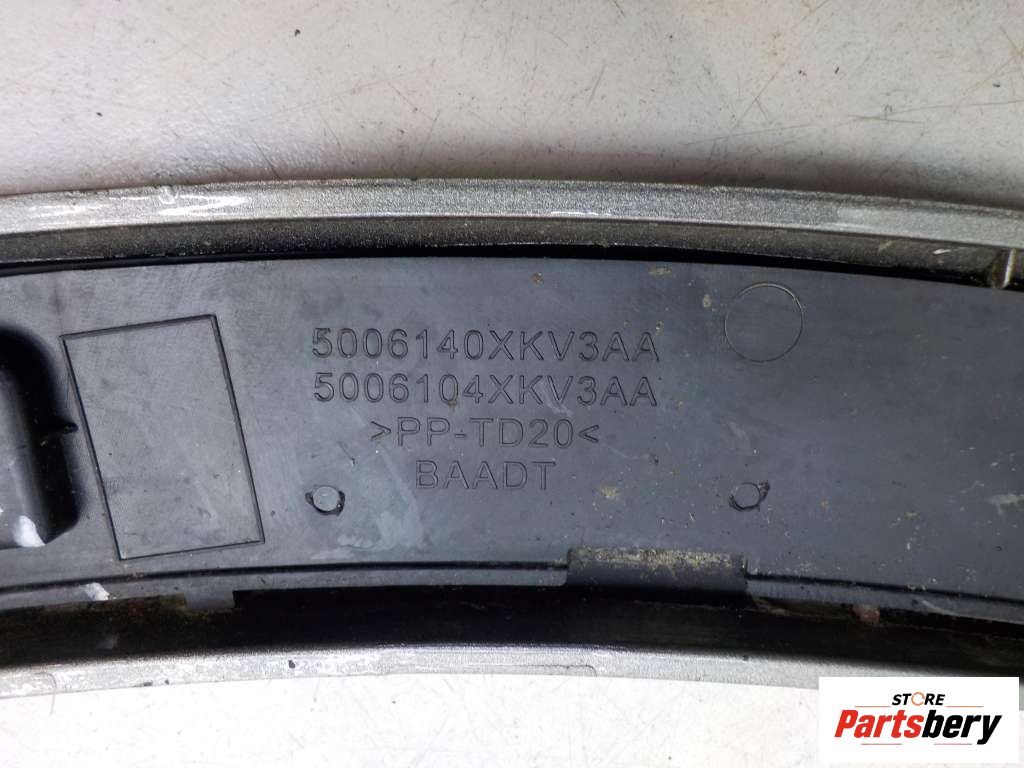 5006140XKV3AA
5006104XKV3AA
>PP-TD20<
BAADT
STORE
Partsbery